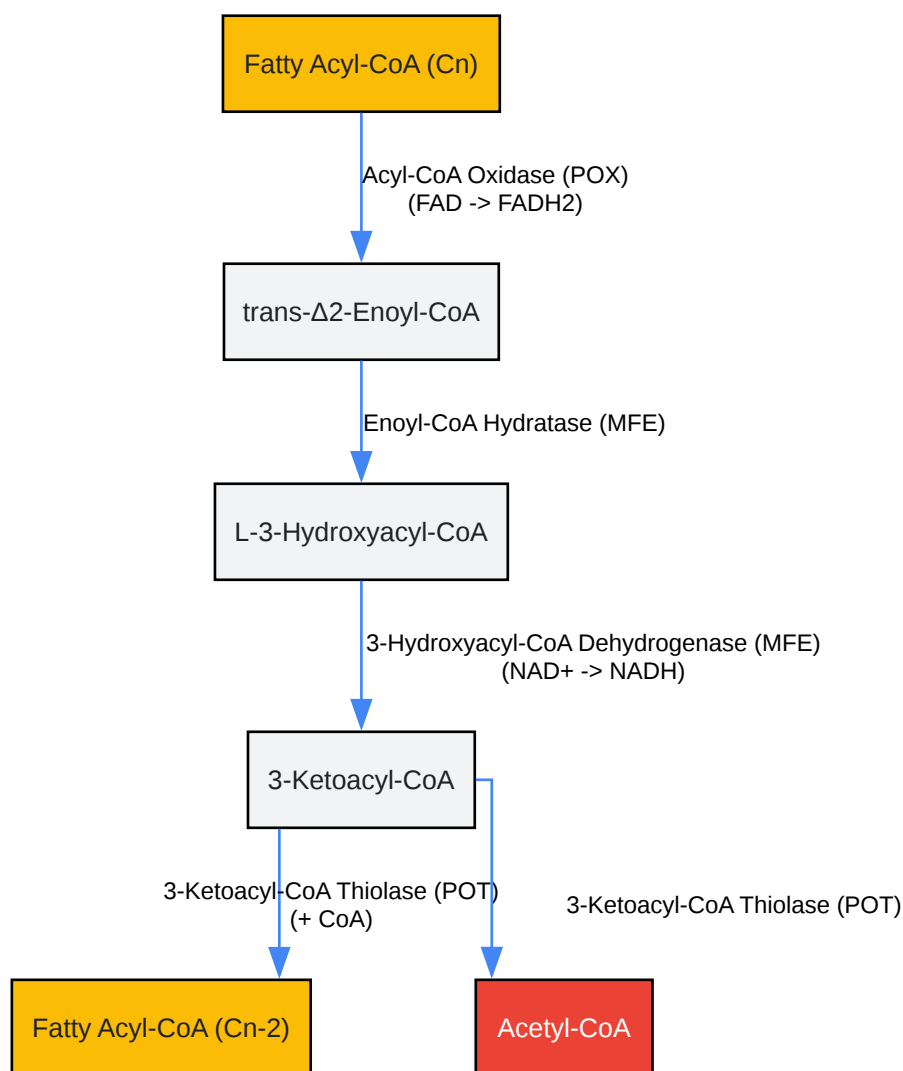 Fatty Acyl-CoA (Cn)
Acyl-CoA Oxidase (POX)
(FAD -> FADH2)
trans-Δ2-Enoyl-CoA
Enoyl-CoA Hydratase (MFE)
L-3-Hydroxyacyl-CoA
3-Hydroxyacyl-CoA Dehydrogenase (MFE)
(NAD+ -> NADH)
3-Ketoacyl-CoA
3-Ketoacyl-CoA Thiolase (POT)
(+ CoA)
3-Ketoacyl-CoA Thiolase (POT)
Fatty Acyl-CoA (Cn-2)
Acetyl-CoA